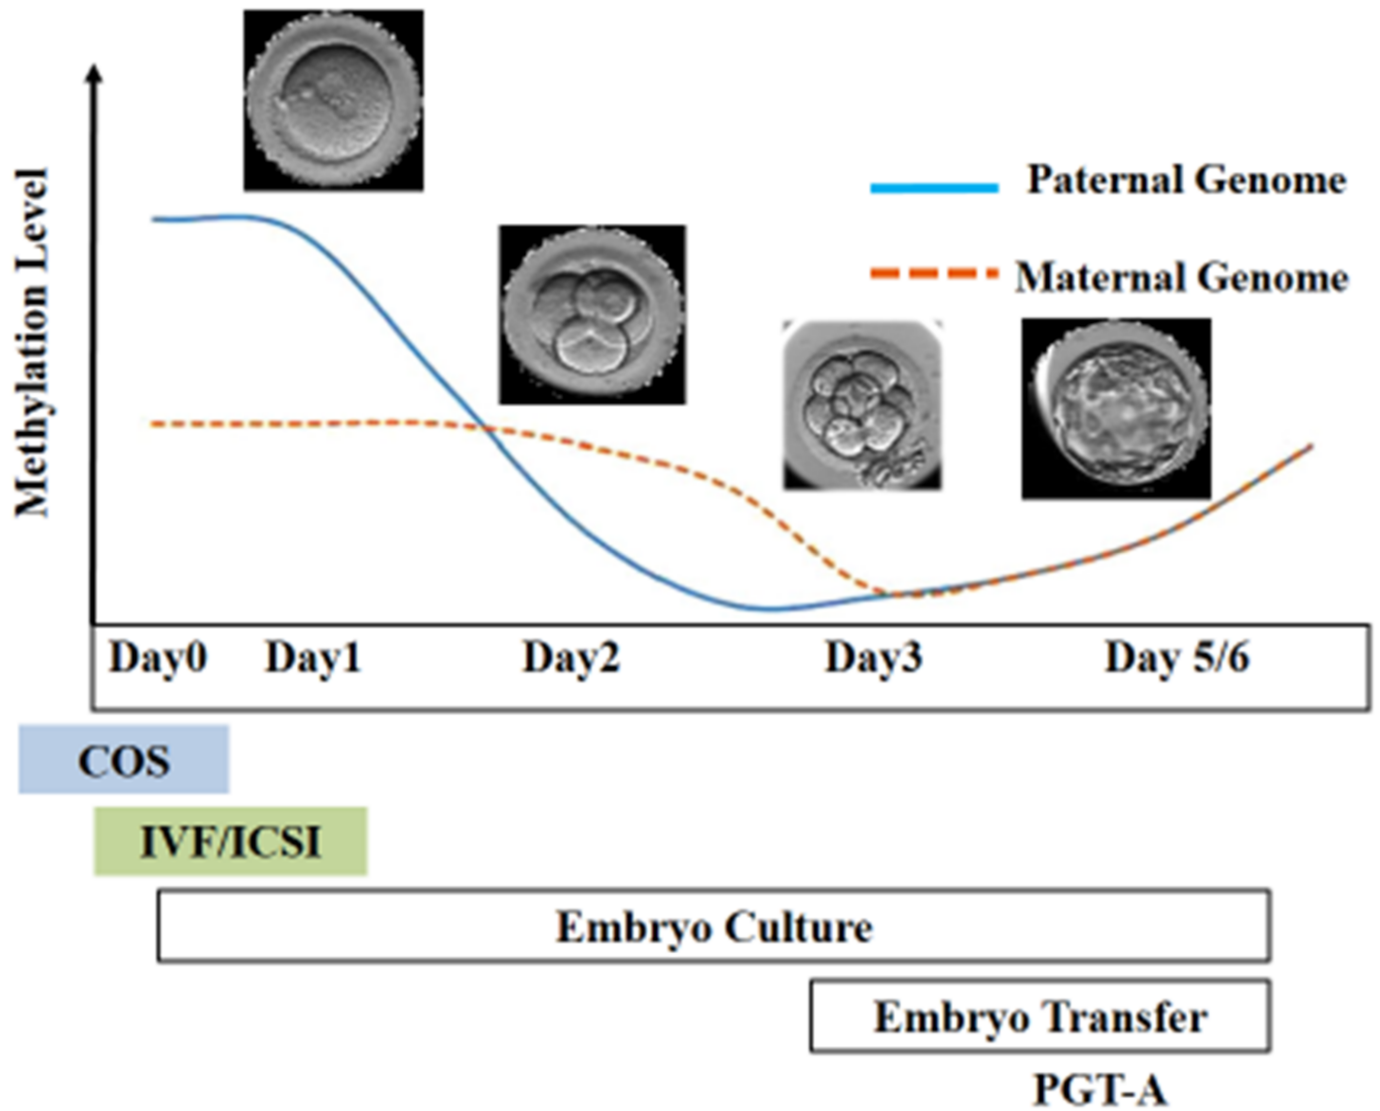 Methylation Level
Paternal Genome
Maternal Genome
Day0 Day1 Day2 Day3 Day 5/6
COS
IVF/ICSI
Embryo Culture
Embryo Transfer
PGT-A